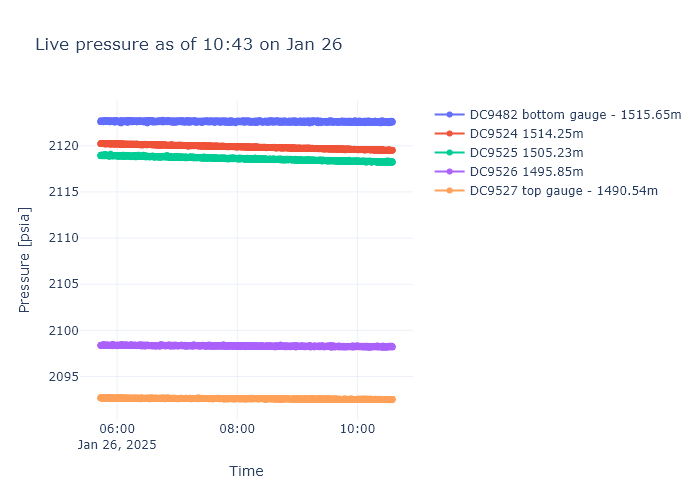 Live pressure as of 10:43 on Jan 26
DC9482 bottom gauge - 1515.65m
DC9524 1514.25m
DC9525 1505.23m
DC9526 1495.85m
DC9527 top gauge - 1490.54m
Pressure [psia]
2120
2115
2110
2105
2100
2095
06:00
08:00
10:00
Jan 26, 2025
Time